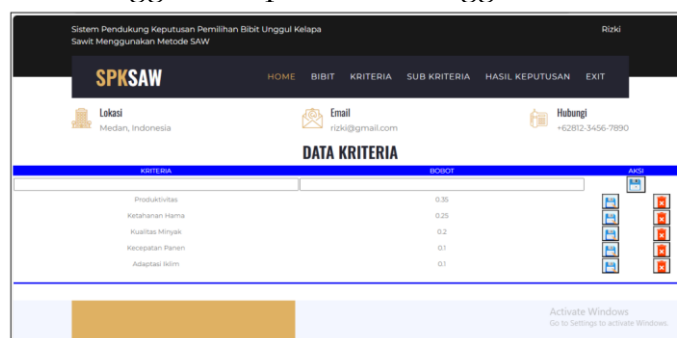 Sistem Pendukung Keputusan Pemilihan Bibit Unggul Kelapa
Sawit Menggunakan Metode SAW
Rizki
SPKSAW
HOME BIBIT KRITERIA SUB KRITERIA HASIL KEPUTUSAN EXIT
Lokasi
Medan, Indonesia
Email
rizki@gmail.com
Hubungi
+62812-3456-7890
DATA KRITERIA
KRITERIA BOBOT AKSI
Produktivitas 0.35
Ketahanan Hama 0.25
Kualitas Minyak 0.2
Kecepatan Panen 0.1
Adaptasi Iklim 0.1
Activate Windows
Go to Settings to activate Windows.